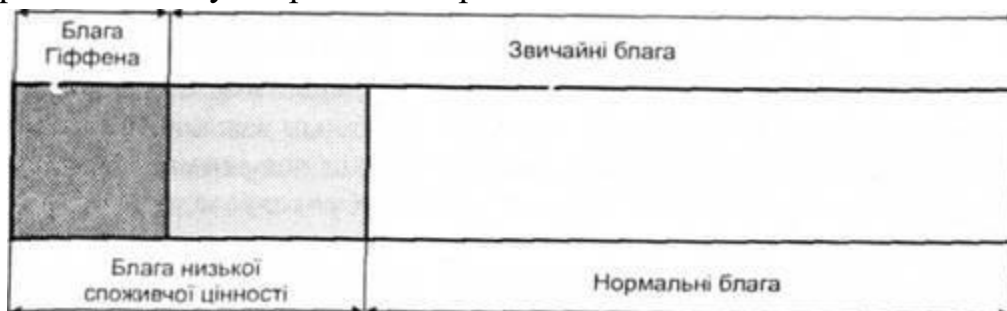 Блага
Гіффена
Звичайні блага
Блага низької
споживчої цінності
Нормальні блага